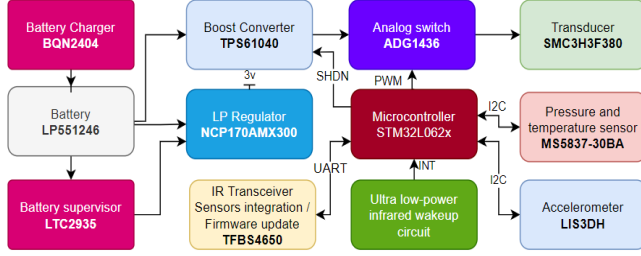 Battery Charger
BQN2404
Boost Converter
TPS61040
Analog switch
ADG1436
Transducer
SMC3H3F380
SHDN
PWM
3v
Battery
LP551246
LP Regulator
NCP170AMX300
Microcontroller
STM32L062x
I2C
Pressure and
temperature sensor
MS5837-30BA
UART
INT
I2C
Battery supervisor
LTC2935
IR Transceiver
Sensors integration /
Firmware update
TFBS4650
Ultra low-power
infrared wakeup
circuit
Accelerometer
LIS3DH